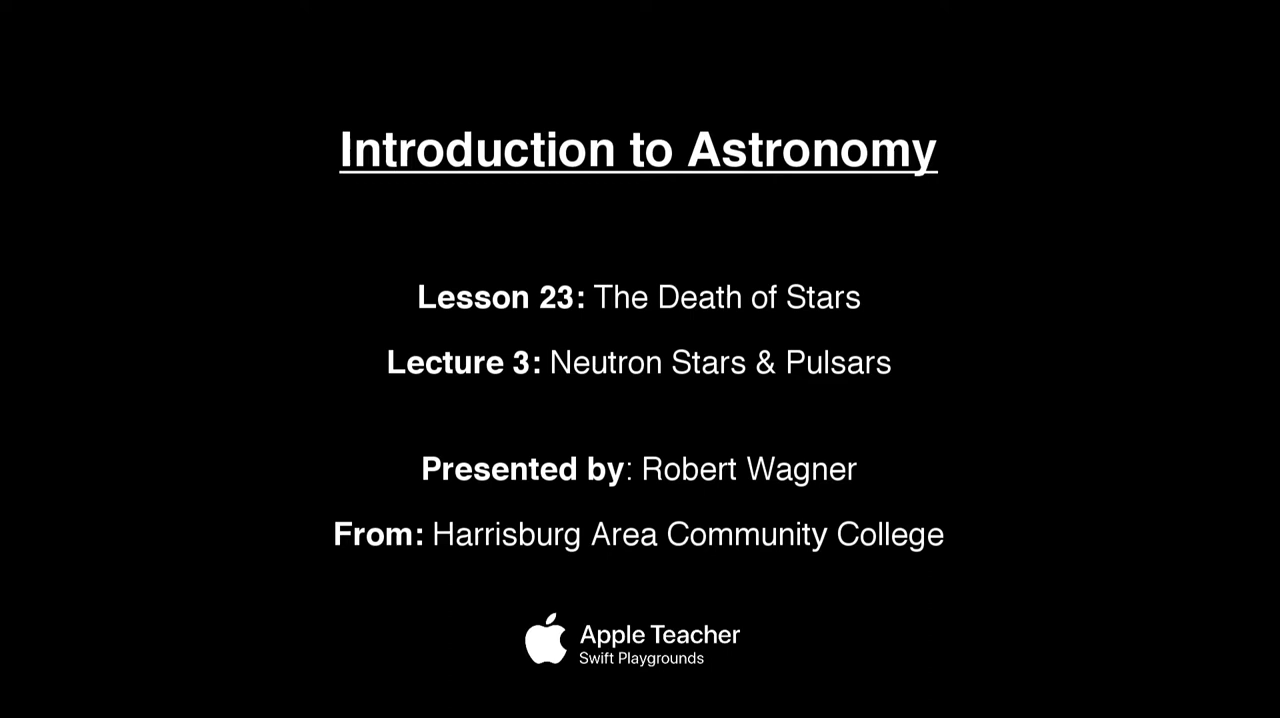 Introduction to Astronomy
Lesson 23: The Death of Stars
Lecture 3: Neutron Stars & Pulsars
Presented by: Robert Wagner
From: Harrisburg Area Community College
Apple Teacher
Swift Playgrounds